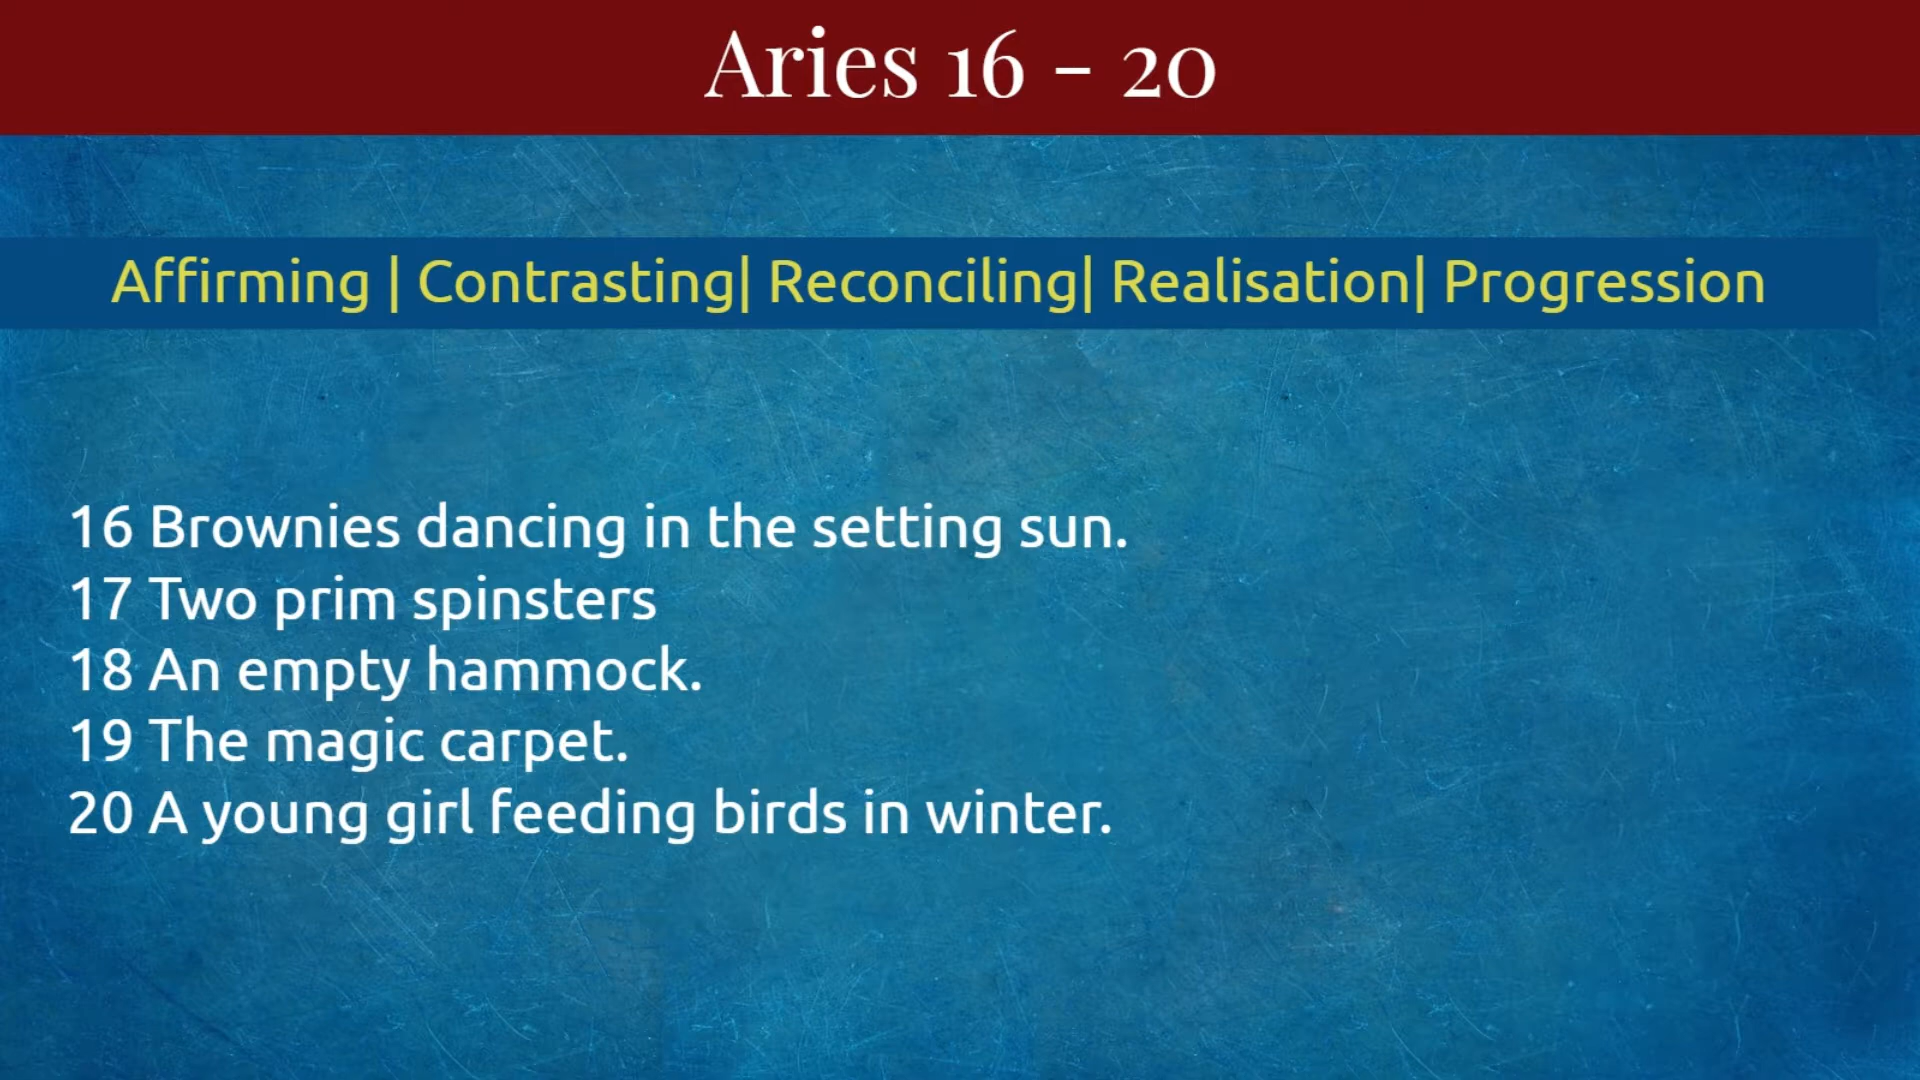 Aries 16 - 20
Affirming | Contrasting| Reconciling| Realisation| Progression
16 Brownies dancing in the setting sun.
17 Two prim spinsters
18 An empty hammock.
19 The magic carpet.
20 A young girl feeding birds in winter.